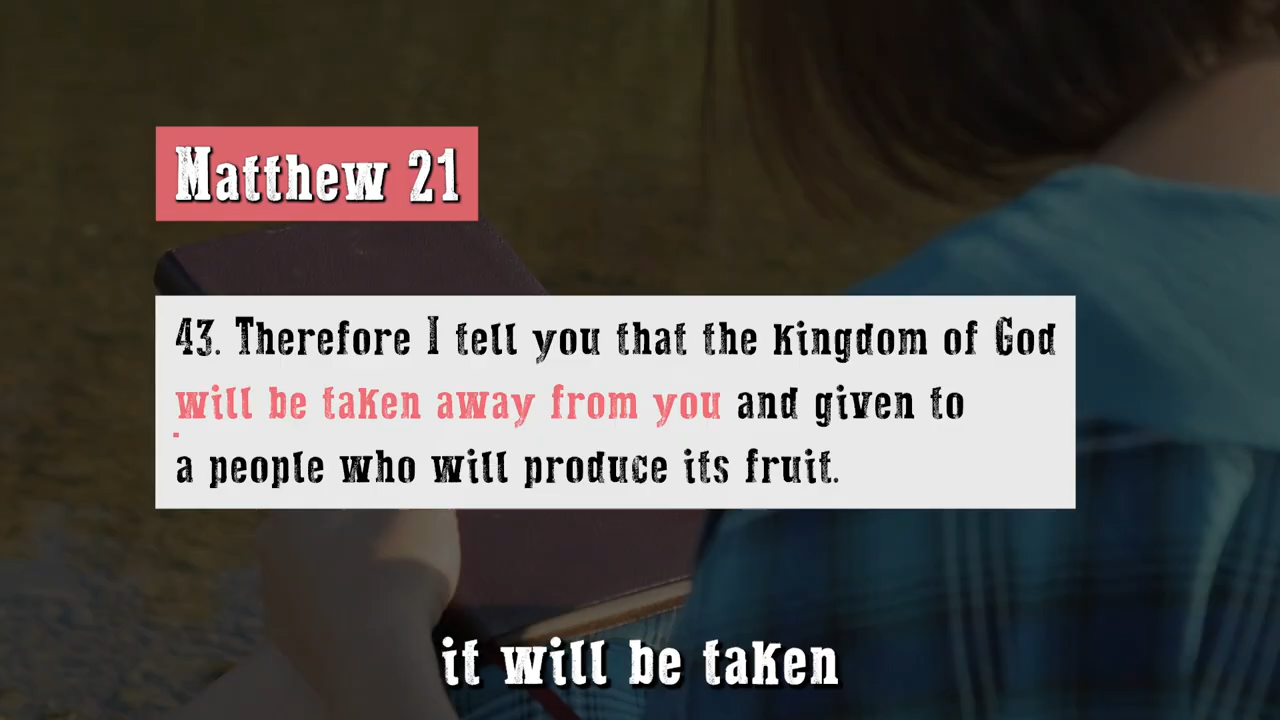 Matthew 21
43. Therefore I tell you that the Kingdom of God
will be taken away from you and given to
a people who will produce its fruit.
it will be taken